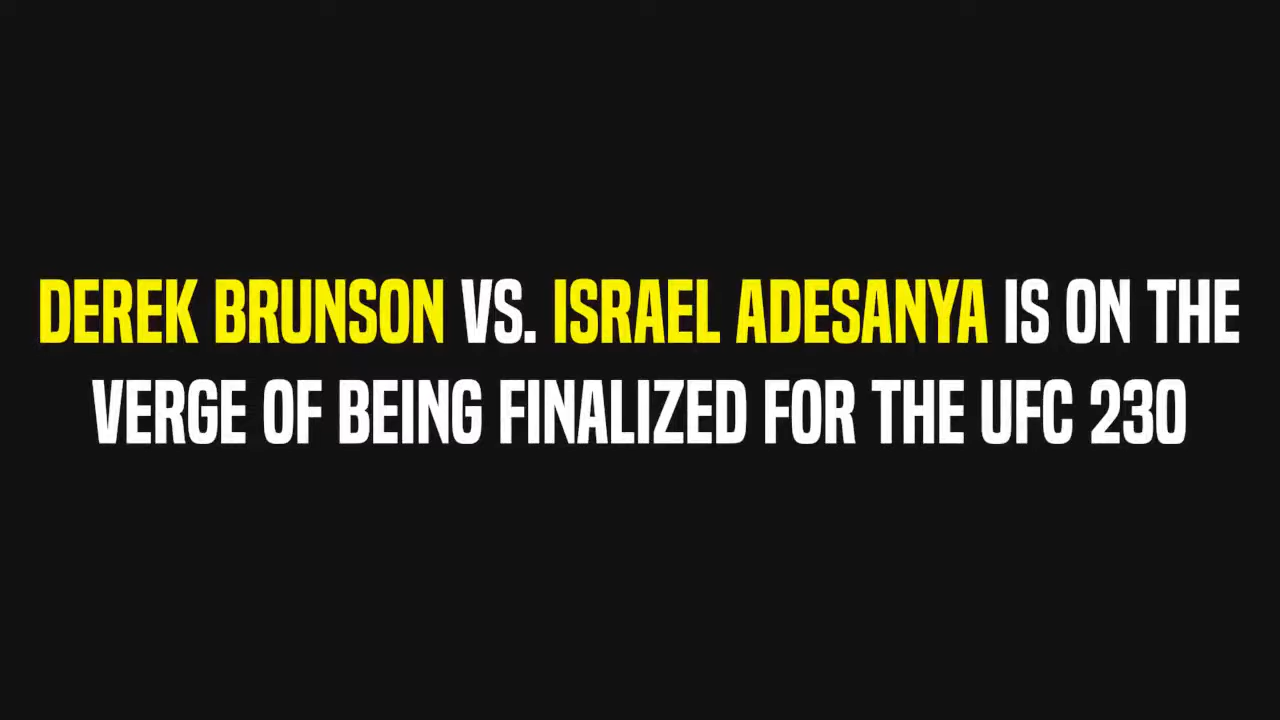 DEREK BRUNSON VS. ISRAEL ADESANYA IS ON THE
VERGE OF BEING FINALIZED FOR THE UFC 230